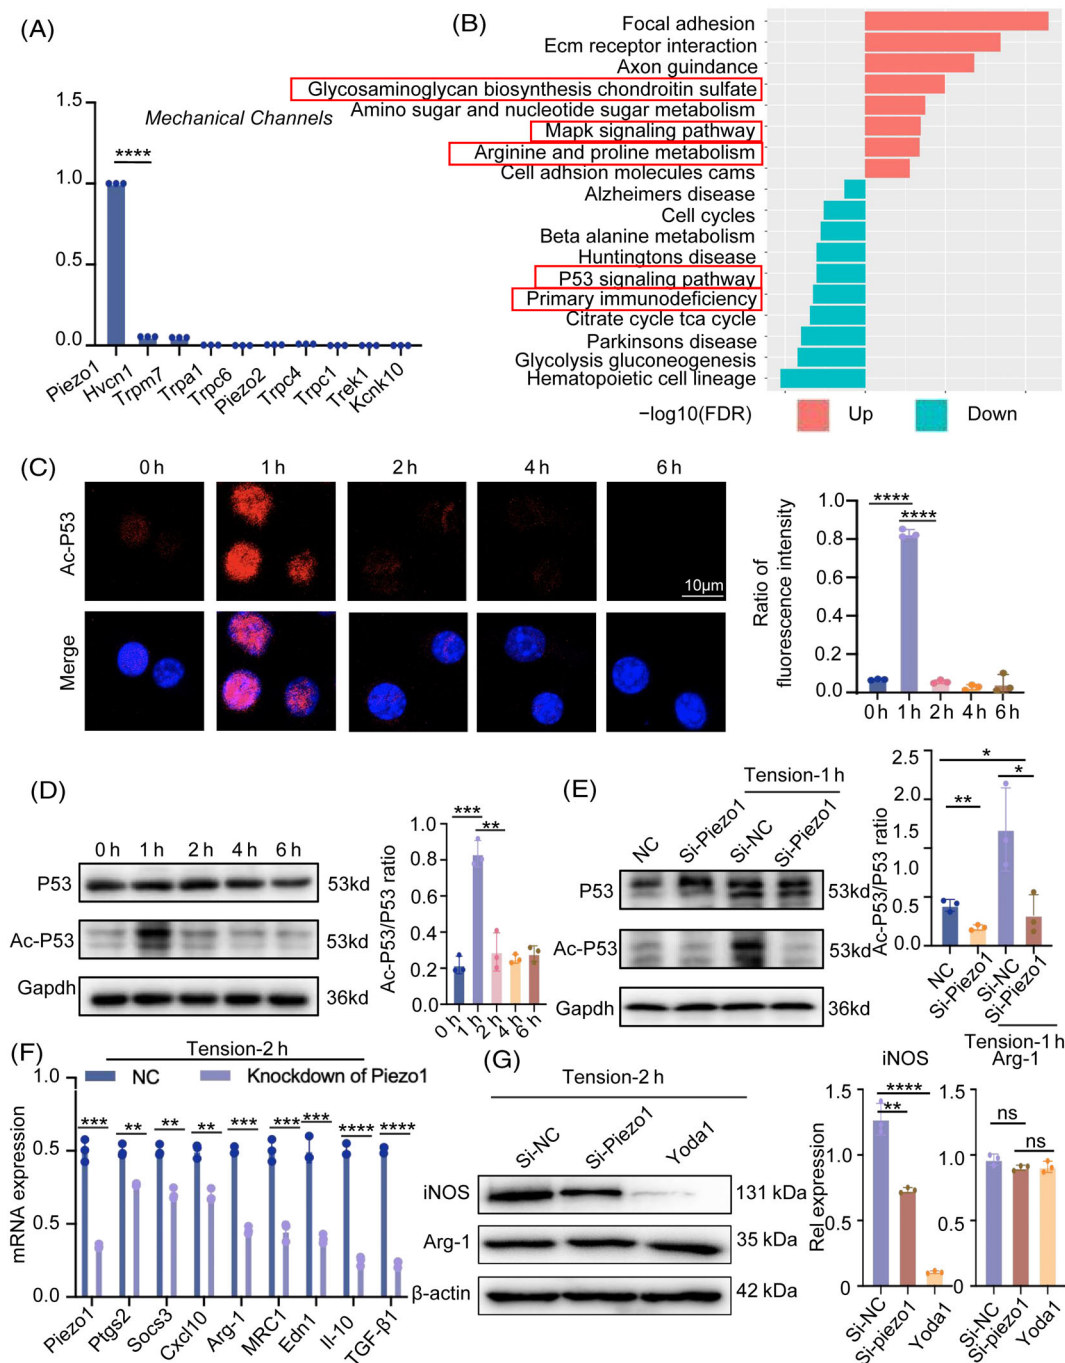 (A)
Mechanical Channels
****
1.5
1.0
0.5
0.0
Piezo1
Hvcn1
Trpm7
Trpa1
Trpc6
Piezo2
Trpc4
Trpc1
Trek1
Kcnk10
(B)
Focal adhesion
Ecm receptor interaction
Axon guindance
Glycosaminoglycan biosynthesis chondroitin sulfate
Amino sugar and nucleotide sugar metabolism
Mapk signaling pathway
Arginine and proline metabolism
Cell adhsion molecules cams
Alzheimers disease
Cell cycles
Beta alanine metabolism
Huntingtons disease
P53 signaling pathway
Primary immunodeficiency
Citrate cycle tca cycle
Parkinsons disease
Glycolysis gluconeogenesis
Hematopoietic cell lineage
−log10(FDR) Up Down
(C)
0 h 1 h 2 h 4 h 6 h
Ac-P53
10μm
Merge
Ratio of
fluorescence intensity
1.0
0.8
0.6
0.4
0.2
0.0
****
****
0 h 1 h 2 h 4 h 6 h
(D)
0 h 1 h 2 h 4 h 6 h
P53 53kd
Ac-P53 53kd
Gapdh 36kd
Ac-P53/P53 ratio
1.0
0.8
0.6
0.4
0.2
0.0
***
**
0 h
1 h
2 h
4 h
6 h
(E)
Tension-1 h
NC
Si-Piezo1
Si-NC
Si-Piezo1
P53 53kd
Ac-P53 53kd
Gapdh 36kd
Ac-P53/P53 ratio
2.5
2.0
1.5
1.0
0.5
0.0
*
**
*
NC
Si-Piezo1
Si-NC
Si-Piezo1
Tension-1 h
(F)
Tension-2 h
NC Knockdown of Piezo1
mRNA expression
1.0
0.5
0.5
0.0
*** ** ** ** *** *** *** **** ****
Piezo1
Ptgs2
Socs3
Cxcl10
Arg-1
MRC1
Edn1
Il-10
TGF-β1
(G)
Tension-2 h
Si-NC
Si-Piezo1
Yoda1
iNOS 131 kDa
Arg-1 35 kDa
β-actin 42 kDa
iNOS
Rel expression
1.5
1.0
0.5
0
****
**
Si-NC
Si-piezo1
Yoda1
Arg-1
1.5
1.0
0.5
0.0
ns
ns
Si-NC
Si-piezo1
Yoda1